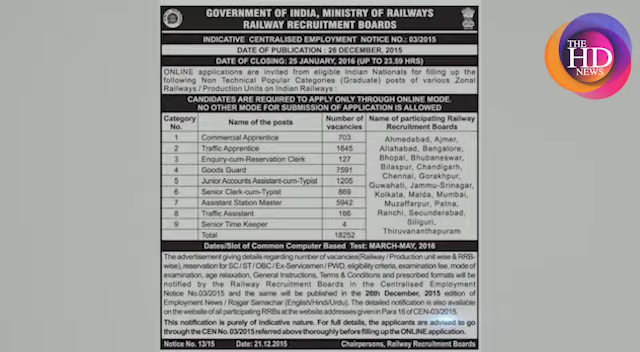 GOVERNMENT OF INDIA, MINISTRY OF RAILWAYS
RAILWAY RECRUITMENT BOARDS
INDICATIVE CENTRALISED EMPLOYMENT NOTICE NO.: 03/2015
DATE OF PUBLICATION : 26 DECEMBER, 2015
DATE OF CLOSING: 25 JANUARY, 2016 (UP TO 23.59 HRS)
ONLINE applications are invited from eligible Indian Nationals for filling up the
following Non Technical Popular Categories (Graduate) posts of various Zonal
Railways / Production Units on Indian Railways :
CANDIDATES ARE REQUIRED TO APPLY ONLY THROUGH ONLINE MODE.
NO OTHER MODE FOR SUBMISSION OF APPLICATION IS ALLOWED
Category No. Name of the posts Number of vacancies Name of participating Railway Recruitment Boards
1 Commercial Apprentice 703
2 Traffic Apprentice 1645
3 Enquiry-cum-Reservation Clerk 127
4 Goods Guard 7591
5 Junior Accounts Assistant-cum-Typist 1205
6 Senior Clerk-cum-Typist 869
7 Assistant Station Master 5942
8 Traffic Assistant 166
9 Senior Time Keeper 4
Total 18252
Ahmedabad, Ajmer,
Allahabad, Bangalore,
Bhopal, Bhubaneswar,
Bilaspur, Chandigarh,
Chennai, Gorakhpur,
Guwahati, Jammu-Srinagar,
Kolkata, Malda, Mumbai,
Muzaffarpur, Patna,
Ranchi, Secunderabad,
Siliguri,
Thiruvananthapuram
Dates/Slot of Common Computer Based Test: MARCH-MAY, 2016
The advertisement giving details regarding number of vacancies(Railway / Production unit wise & RRB-
wise), reservation for SC / ST / OBC / Ex-Servicemen / PWD, eligibility criteria, examination fee, mode of
examination, age relaxation, General Instructions, Terms & Conditions and prescribed formats will be
notified by the Railway Recruitment Boards in the Centralised Employment
Notice No.03/2015 and the same will be published in the 26th December, 2015 edition of
Employment News / Rojgar Samachar (English/Hindi/Urdu). The detailed notification is also available
on the website of all participating RRBs at the website addresses given in Para 16 of CEN-03/2015.
This notification is purely of Indicative nature. For full details, the applicants are advised to go
through the CEN No. 03/2015 referred above thoroughly before filling up the ONLINE application.
Notice No. 13/15 Date: 21.12.2015 Chairpersons, Railway Recruitment Boards
THE
HD
NEWS